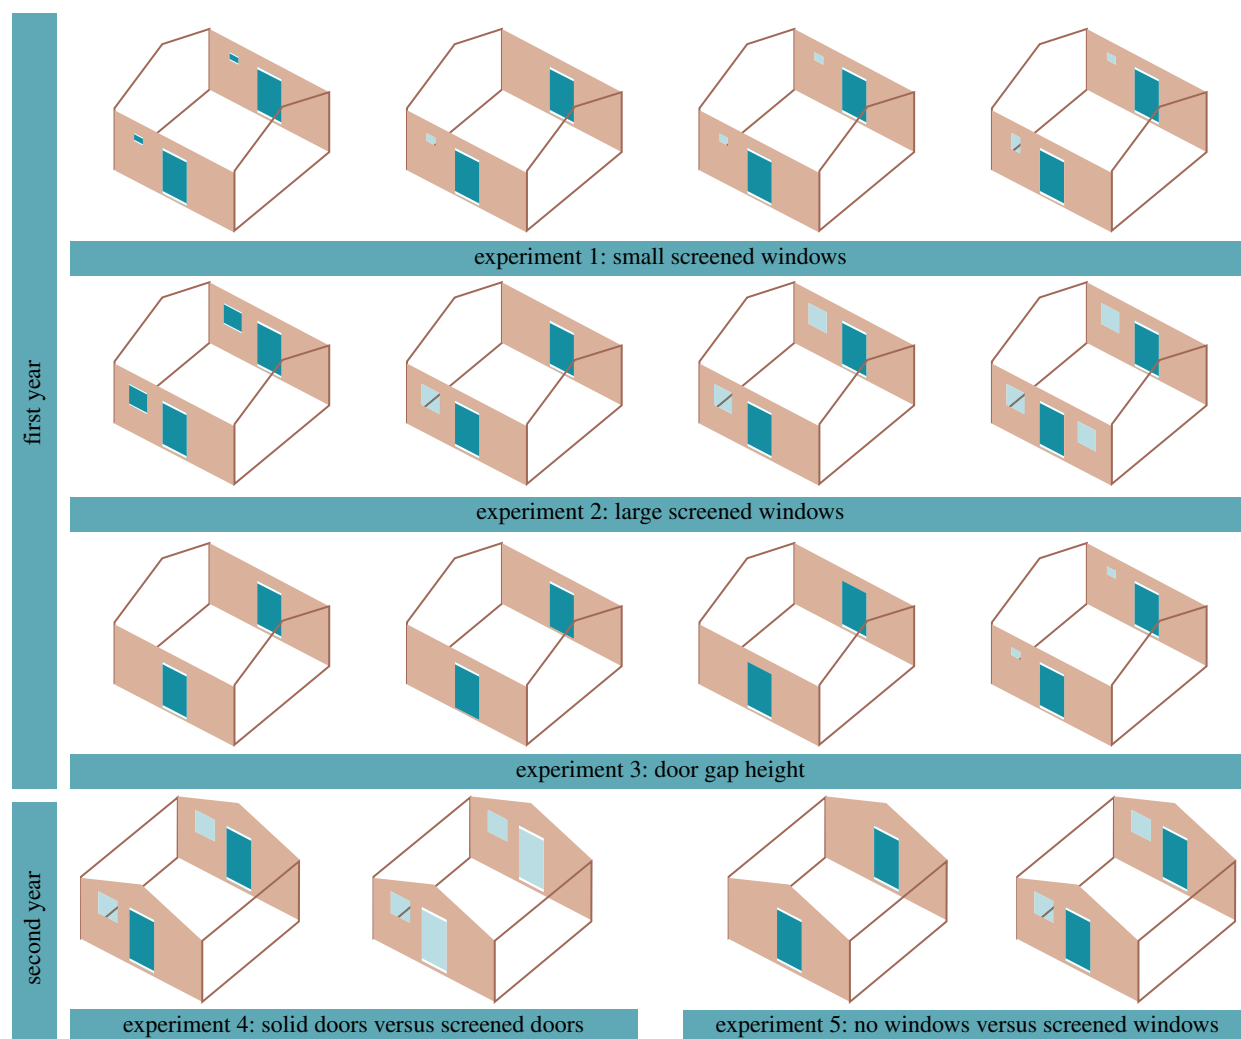 first year
experiment 1: small screened windows
experiment 2: large screened windows
experiment 3: door gap height
second year
experiment 4: solid doors versus screened doors
experiment 5: no windows versus screened windows